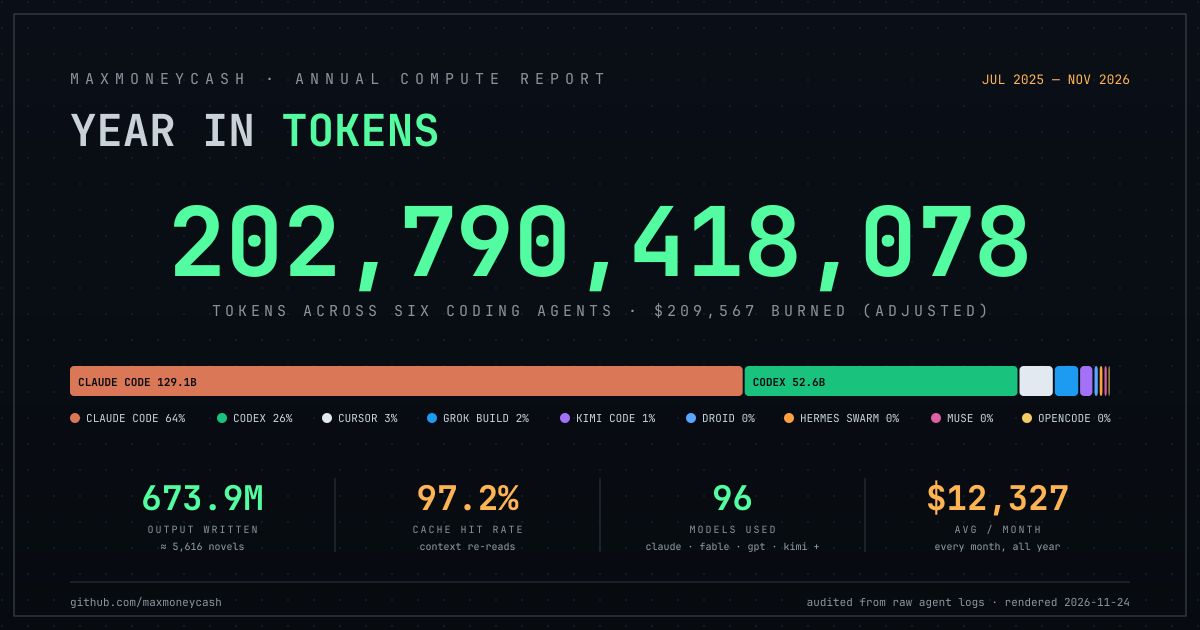 MAXMONEYCASH · ANNUAL COMPUTE REPORT
JUL 2025 — NOV 2026
YEAR IN TOKENS
202,790,418,078
TOKENS ACROSS SIX CODING AGENTS · $209,567 BURNED (ADJUSTED)
CLAUDE CODE 129.1B CODEX 52.6B
CLAUDE CODE 64% CODEX 26% CURSOR 3% GROK BUILD 2% KIMI CODE 1% DROID 0% HERMES SWARM 0% MUSE 0% OPENCODE 0%
673.9M 97.2% 96 $12,327
OUTPUT WRITTEN CACHE HIT RATE MODELS USED AVG / MONTH
≈ 5,616 novels context re-reads claude · fable · gpt · kimi + every month, all year
github.com/maxmoneycash audited from raw agent logs · rendered 2026-11-24